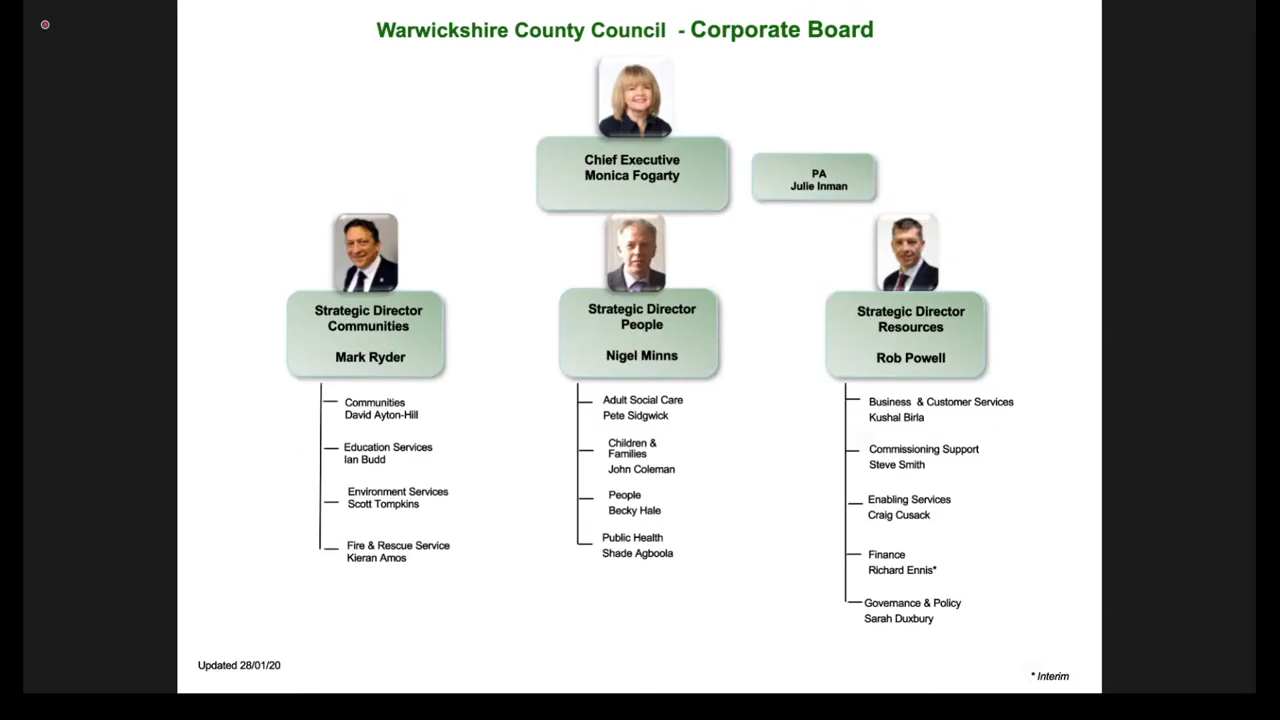 Warwickshire County Council - Corporate Board
Chief Executive
Monica Fogarty
PA
Julie Inman
Strategic Director
Communities
Mark Ryder
Strategic Director
People
Nigel Minns
Strategic Director
Resources
Rob Powell
Communities
David Ayton-Hill
Education Services
Ian Budd
Environment Services
Scott Tompkins
Fire & Rescue Service
Kieran Amos
Adult Social Care
Pete Sidgwick
Children &
Families
John Coleman
People
Becky Hale
Public Health
Shade Agboola
Business & Customer Services
Kushal Birla
Commissioning Support
Steve Smith
Enabling Services
Craig Cusack
Finance
Richard Ennis*
Governance & Policy
Sarah Duxbury
Updated 28/01/20
* Interim